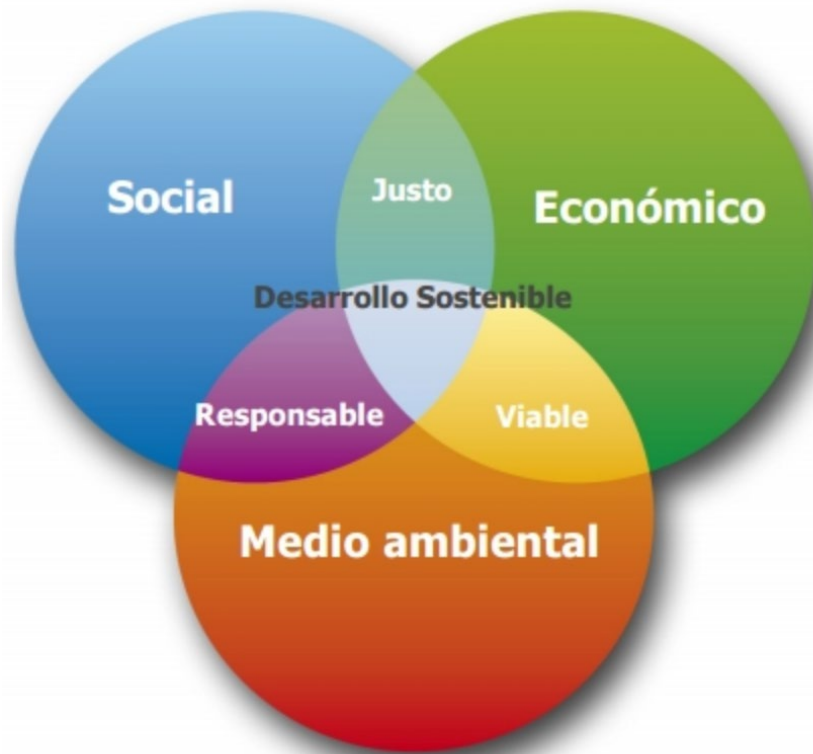 Social
Justo
Económico
Desarrollo Sostenible
Responsable
Viable
Medio ambiental